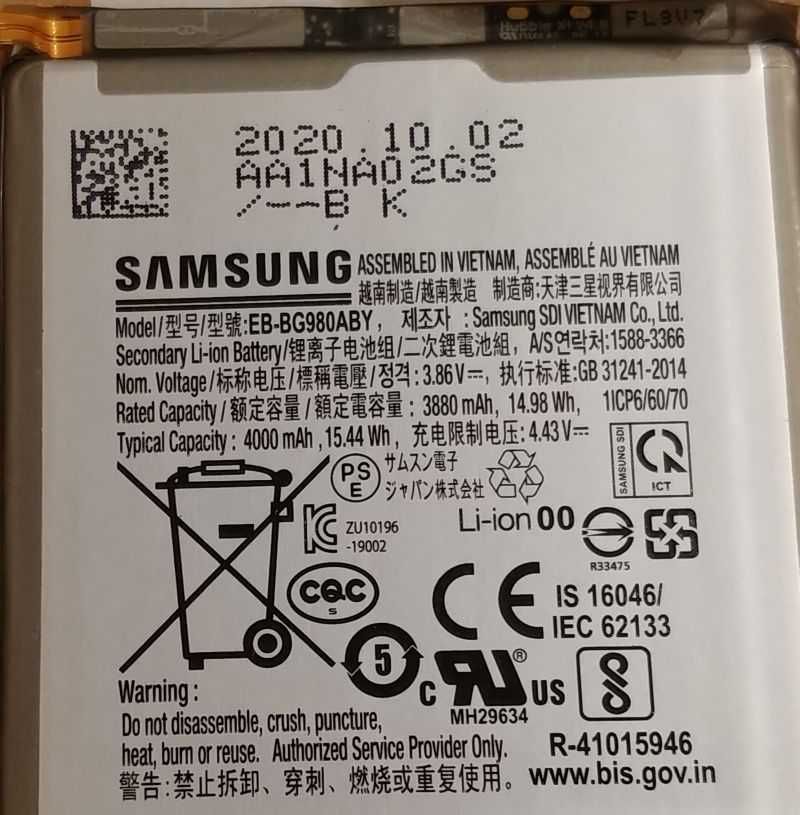 FL9V7
2020.10.02
AA1NA02GS
/--B K
SAMSUNG ASSEMBLED IN VIETNAM, ASSEMBLÉ AU VIETNAM
越南制造/越南製造 制造商:天津三星视界有限公司
Model/型号/型號:EB-BG980ABY, 제조자 : Samsung SDI VIETNAM Co., Ltd.
Secondary Li-ion Battery/锂离子电池组/二次鋰電池組, A/S연락처:1588-3366
Nom. Voltage/标称电压/標稱電壓/정격: 3.86V⎓, 执行标准:GB 31241-2014
Rated Capacity/额定容量/額定電容量: 3880 mAh, 14.98 Wh, 1ICP6/60/70
Typical Capacity: 4000 mAh, 15.44 Wh, 充电限制电压: 4.43V⎓
PS E サムスン電子
ジャパン株式会社
SAMSUNG SDI
ICT
ZU10196
-19002
Li-ion 00
R33475
CQC
S
CE
IS 16046/
IEC 62133
5
C RU ® US
MH29634
R-41015946
www.bis.gov.in
Warning :
Do not disassemble, crush, puncture,
heat, burn or reuse. Authorized Service Provider Only.
警告:禁止拆卸、穿刺、燃烧或重复使用。